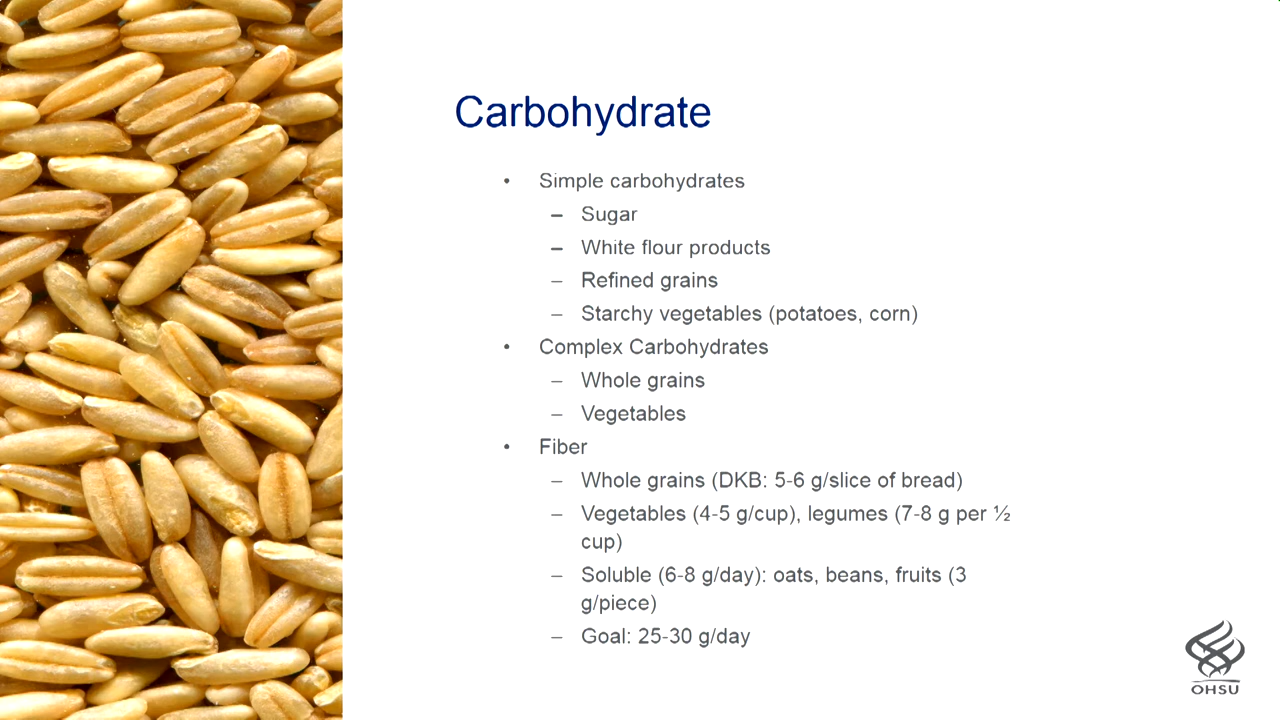 Carbohydrate
• Simple carbohydrates
– Sugar
– White flour products
– Refined grains
– Starchy vegetables (potatoes, corn)
• Complex Carbohydrates
– Whole grains
– Vegetables
• Fiber
– Whole grains (DKB: 5-6 g/slice of bread)
– Vegetables (4-5 g/cup), legumes (7-8 g per ½
cup)
– Soluble (6-8 g/day): oats, beans, fruits (3
g/piece)
– Goal: 25-30 g/day
OHSU